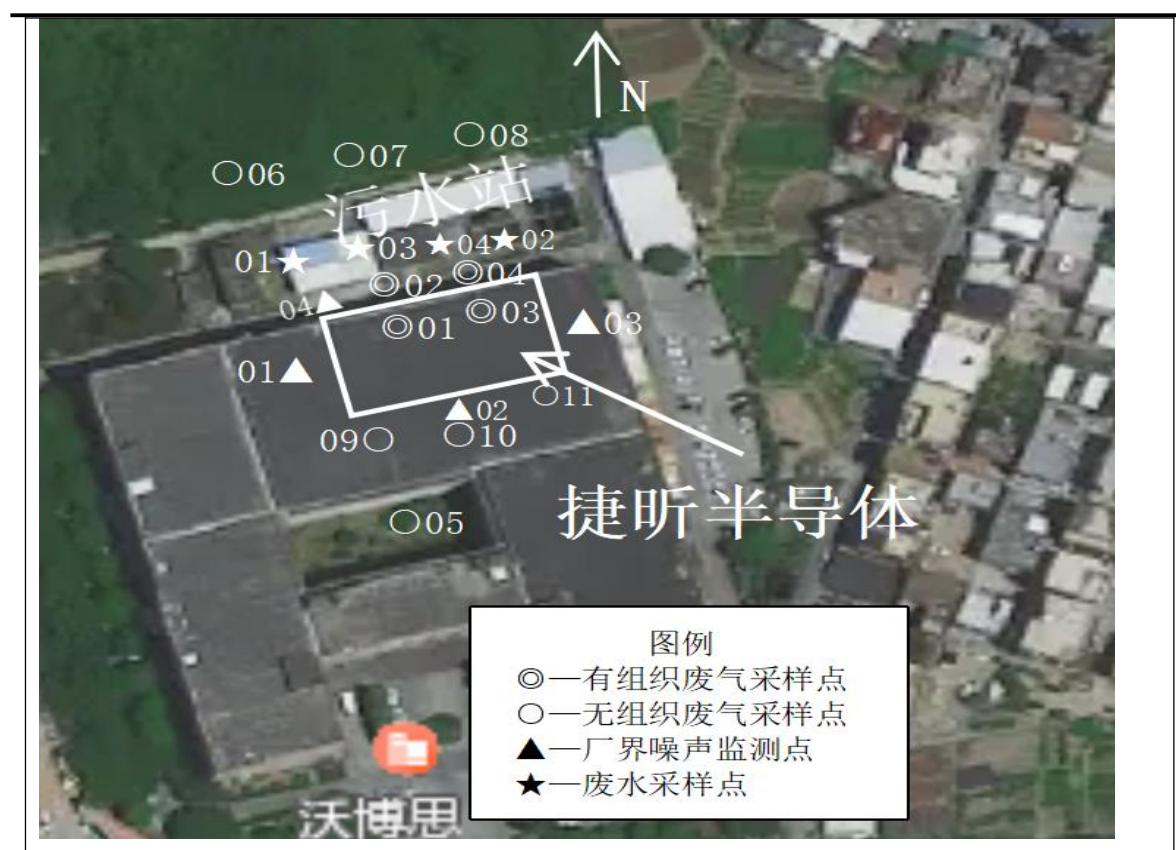 N
○08
○07
○06
污水站
01★
★03
★04
★02
◎02
◎04
04▲
◎01
◎03
▲03
01▲
○11
▲02
09○
○10
捷昕半导体
○05
图例
◎—有组织废气采样点
○—无组织废气采样点
▲—厂界噪声监测点
★—废水采样点
沃博思